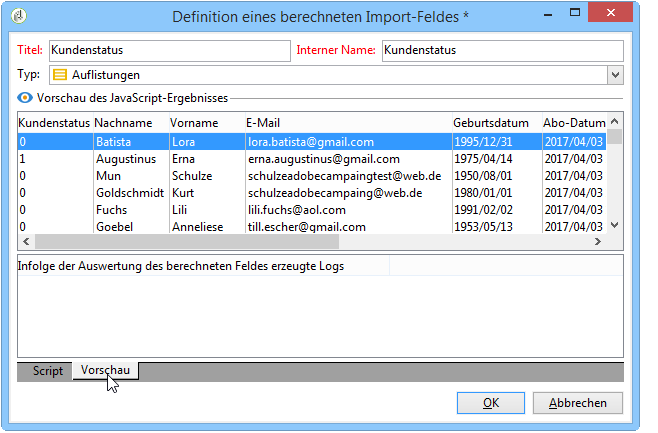 Definition eines berechneten Import-Feldes *
Titel: Kundenstatus Interner Name: Kundenstatus
Typ: Auflistungen
Vorschau des JavaScript-Ergebnisses
Kundenstatus Nachname Vorname E-Mail Geburtsdatum Abo-Datum
0 Batista Lora lora.batista@gmail.com 1995/12/31 2017/04/03
1 Augustinus Erna erna.augustinus@gmail.com 1975/04/14 2017/04/03
0 Mun Schulze schulzeadobecampaingtest@web.de 1950/08/01 2017/04/03
0 Goldschmidt Kurt schulzeadobecampaing@web.de 1980/01/01 2017/04/03
0 Fuchs Lili lili.fuchs@aol.com 1991/02/02 2017/04/03
0 Goebel Anneliese till.escher@gmail.com 1953/05/13 2017/04/03
Infolge der Auswertung des berechneten Feldes erzeugte Logs
Script Vorschau
OK Abbrechen